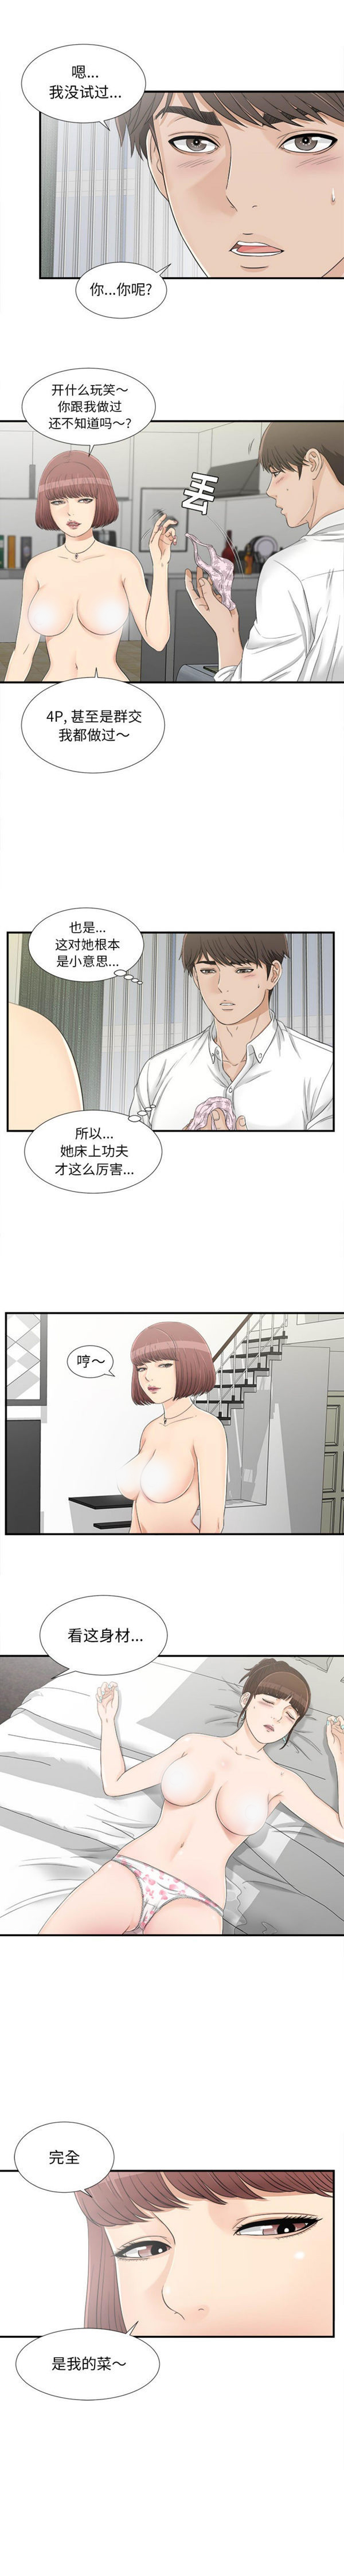 嗯...
我没试过...
你...你呢?
开什么玩笑～
你跟我做过
还不知道吗～?
丢
4P, 甚至是群交
我都做过～
也是...
这对她根本
是小意思...
所以...
她床上功夫
才这么厉害...
哼～
看这身材...
完全
是我的菜～